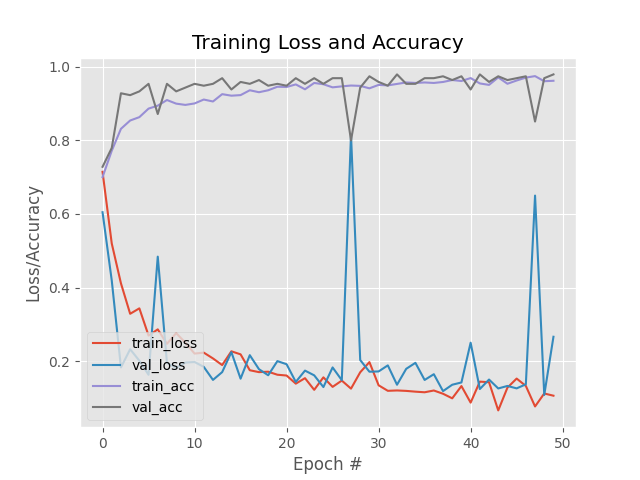 Training Loss and Accuracy
Loss/Accuracy
1.0
0.8
0.6
0.4
0.2
train_loss
val_loss
train_acc
val_acc
0
10
20
30
40
50
Epoch #